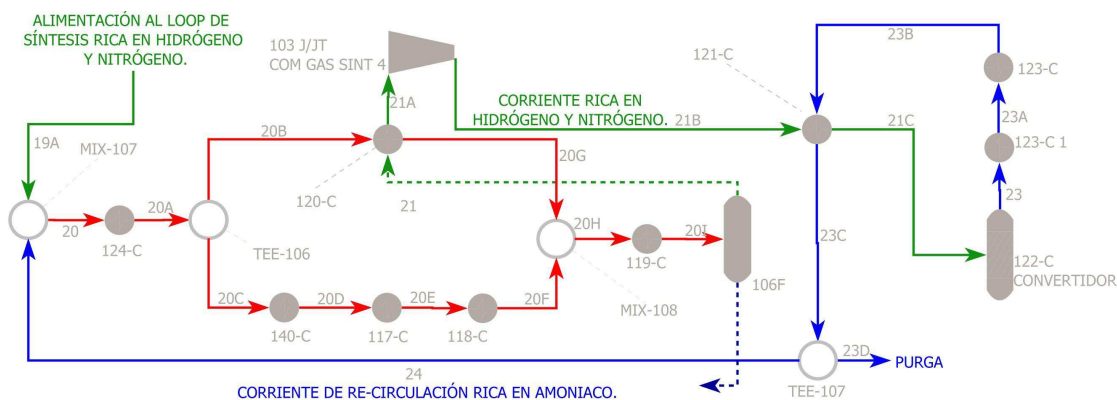 ALIMENTACIÓN AL LOOP DE
SÍNTESIS RICA EN HIDRÓGENO
Y NITRÓGENO.
19A
MIX-107
20
124-C
20A
TEE-106
20B
120-C
103 J/JT
COM GAS SINT 4
21A
CORRIENTE RICA EN
HIDRÓGENO Y NITRÓGENO.
21B
20G
21
20C
140-C
20D
117-C
20E
118-C
20F
MIX-108
20H
119-C
20I
106F
121-C
23B
123-C
23A
123-C 1
21C
23
122-C
CONVERTIDOR
23C
23D
PURGA
TEE-107
24
CORRIENTE DE RE-CIRCULACIÓN RICA EN AMONIACO.